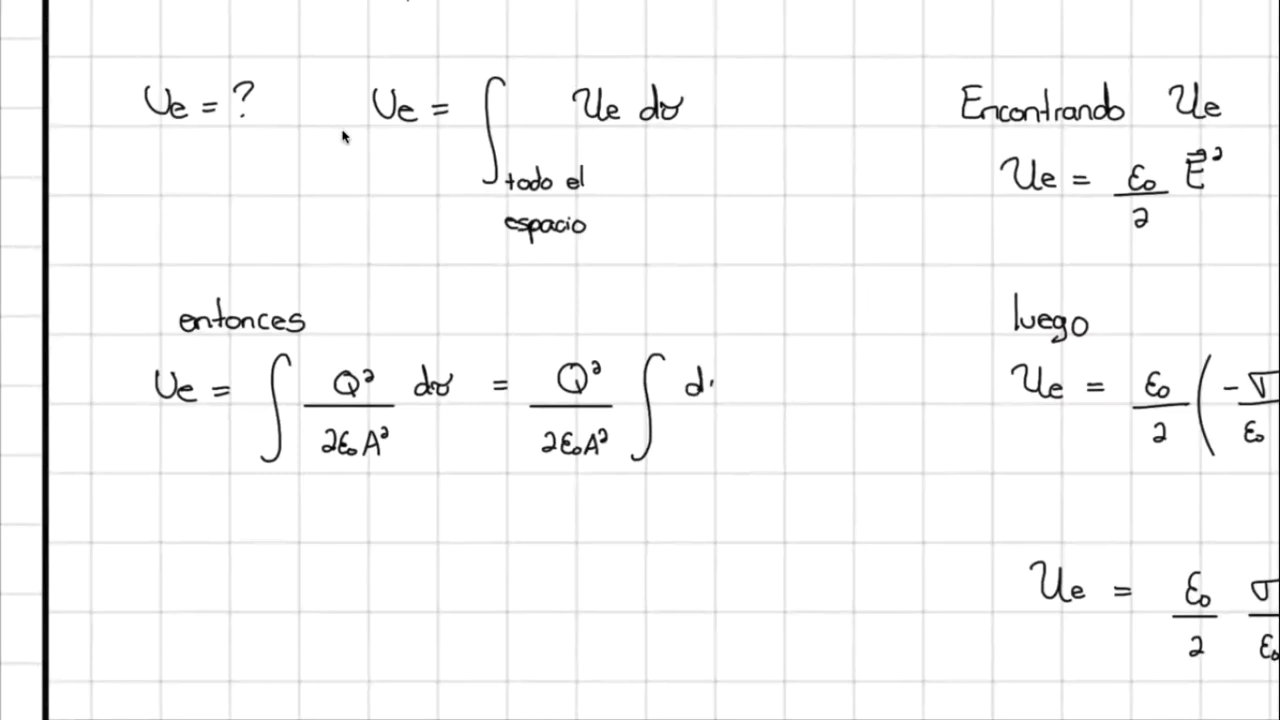 Ue = ? Ue = ∫ 𝒰e dv
todo el
espacio
entonces
Ue = ∫ Q² / 2ε₀A² dv = Q² / 2ε₀A² ∫ d
Encontrando 𝒰e
𝒰e = ε₀/2 E⃗²
luego
𝒰e = ε₀/2 ( -σ/ε₀
𝒰e = ε₀/2 σ/ε₀